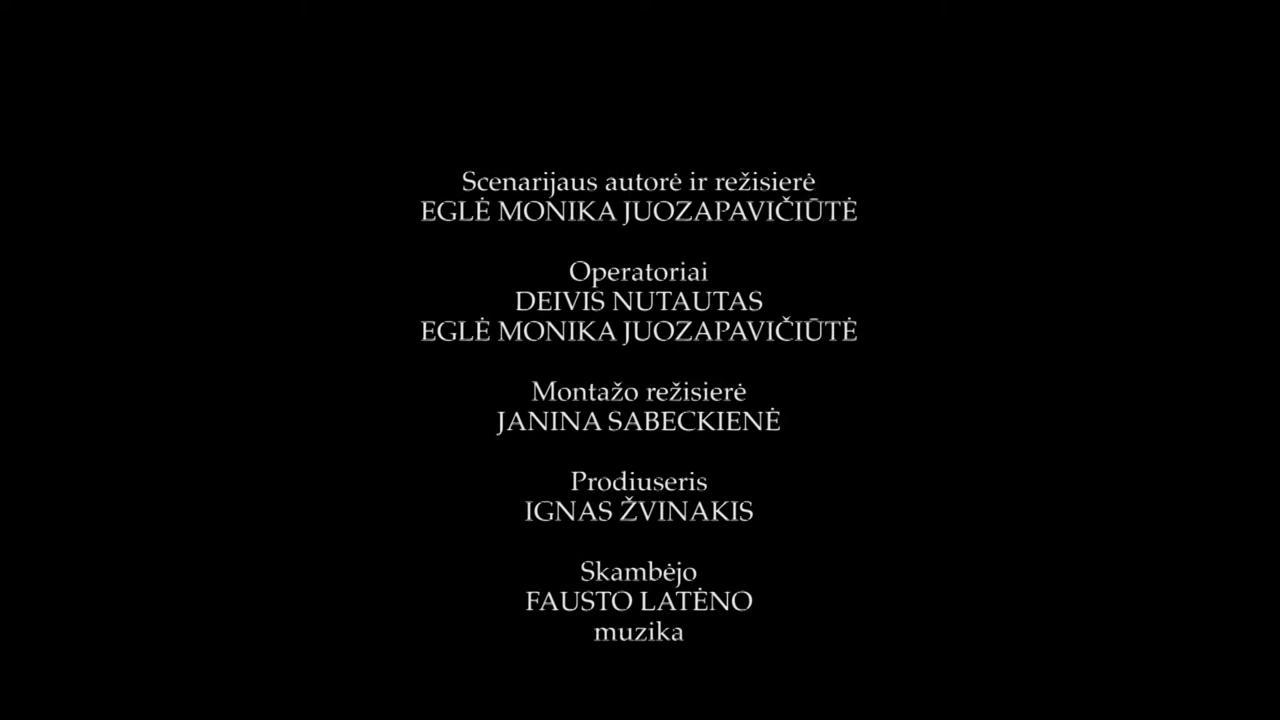 Scenarijaus autorė ir režisierė
EGLĖ MONIKA JUOZAPAVIČIŪTĖ
Operatoriai
DEIVIS NUTAUTAS
EGLĖ MONIKA JUOZAPAVIČIŪTĖ
Montažo režisierė
JANINA SABECKIENĖ
Prodiuseris
IGNAS ŽVINAKIS
Skambėjo
FAUSTO LATĖNO
muzika